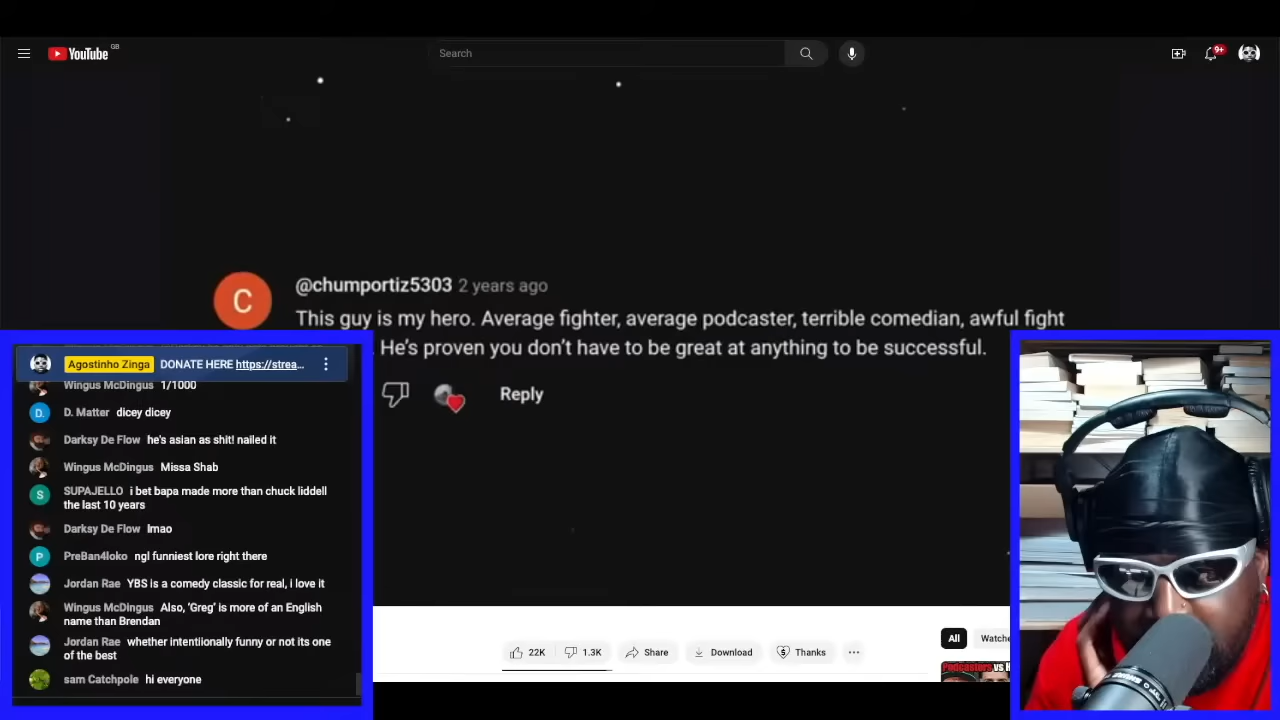 YouTube GB
Search
9+
C
@chumportiz5303 2 years ago
This guy is my hero. Average fighter, average podcaster, terrible comedian, awful fight
. He's proven you don't have to be great at anything to be successful.
Reply
Agostinho Zinga DONATE HERE https://strea...
Wingus McDingus 1/1000
D. D. Matter dicey dicey
Darksy De Flow he's asian as shit! nailed it
Wingus McDingus Missa Shab
S SUPAJELLO i bet bapa made more than chuck liddell
the last 10 years
Darksy De Flow lmao
P PreBan4loko ngl funniest lore right there
Jordan Rae YBS is a comedy classic for real, i love it
Wingus McDingus Also, 'Greg' is more of an English
name than Brendan
Jordan Rae whether intentiionally funny or not its one
of the best
sam Catchpole hi everyone
22K 1.3K Share Download Thanks
All Watche
Podcasters vs H